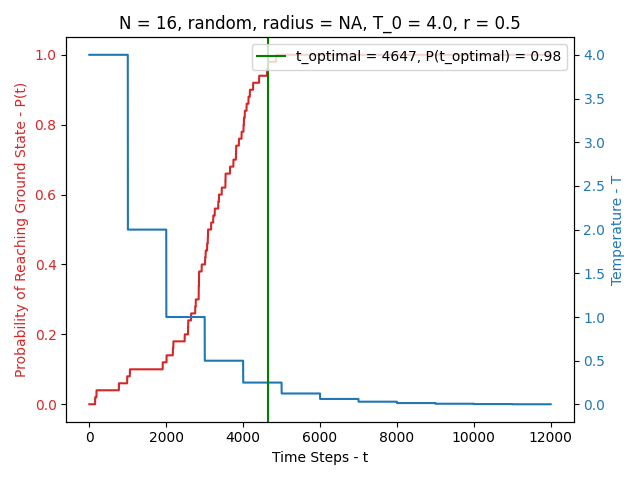 N = 16, random, radius = NA, T_0 = 4.0, r = 0.5
t_optimal = 4647, P(t_optimal) = 0.98
Probability of Reaching Ground State - P(t)
1.0
0.8
0.6
0.4
0.2
0.0
4.0
3.5
3.0
2.5
2.0
1.5
1.0
0.5
0.0
Temperature - T
0 2000 4000 6000 8000 10000 12000
Time Steps - t